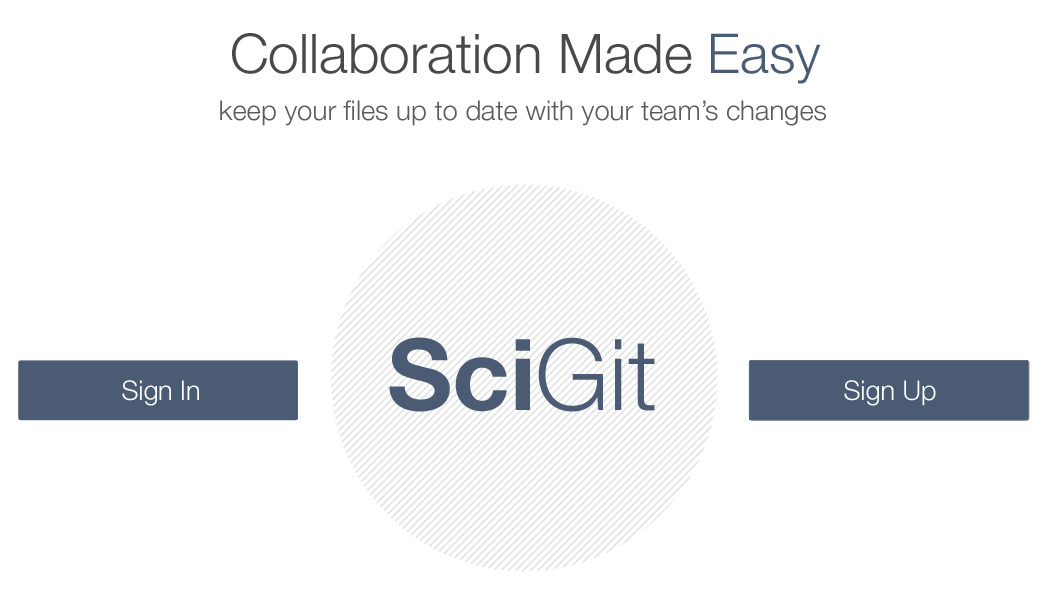 Collaboration Made Easy
keep your files up to date with your team’s changes
Sign In
SciGit
Sign Up